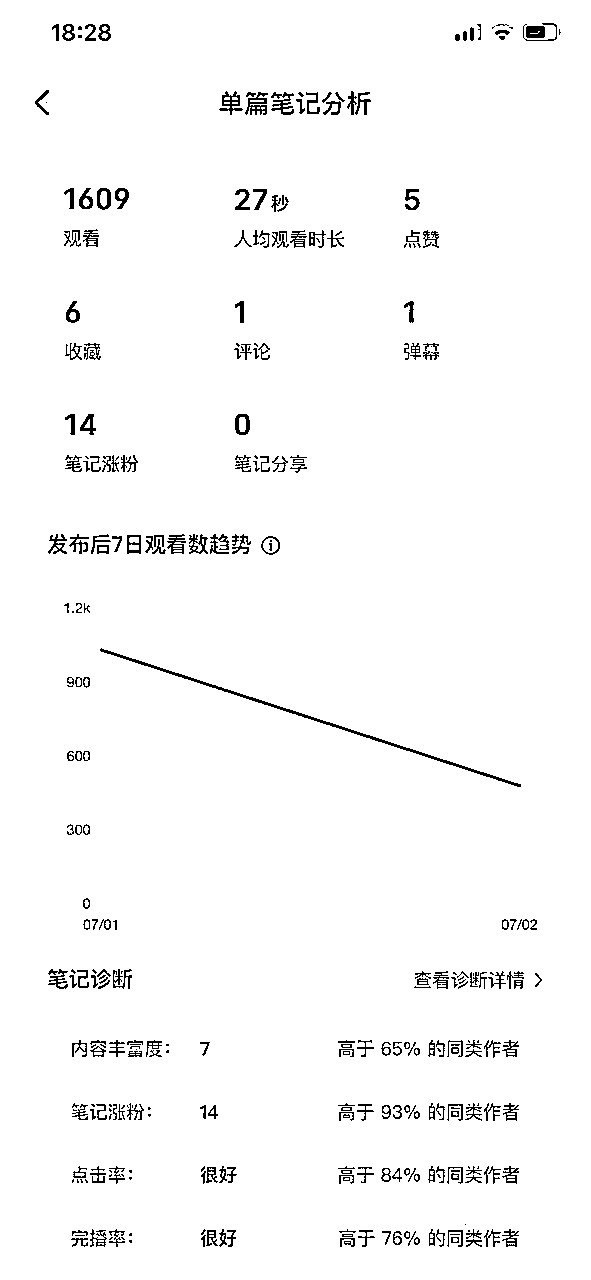 18:28
单篇笔记分析
1609 27秒 5
观看 人均观看时长 点赞
6 1 1
收藏 评论 弹幕
14 0
笔记涨粉 笔记分享
发布后7日观看数趋势
1.2k
900
600
300
0
07/01 07/02
笔记诊断 查看诊断详情
内容丰富度: 7 高于 65% 的同类作者
笔记涨粉: 14 高于 93% 的同类作者
点击率: 很好 高于 84% 的同类作者
完播率: 很好 高于 76% 的同类作者